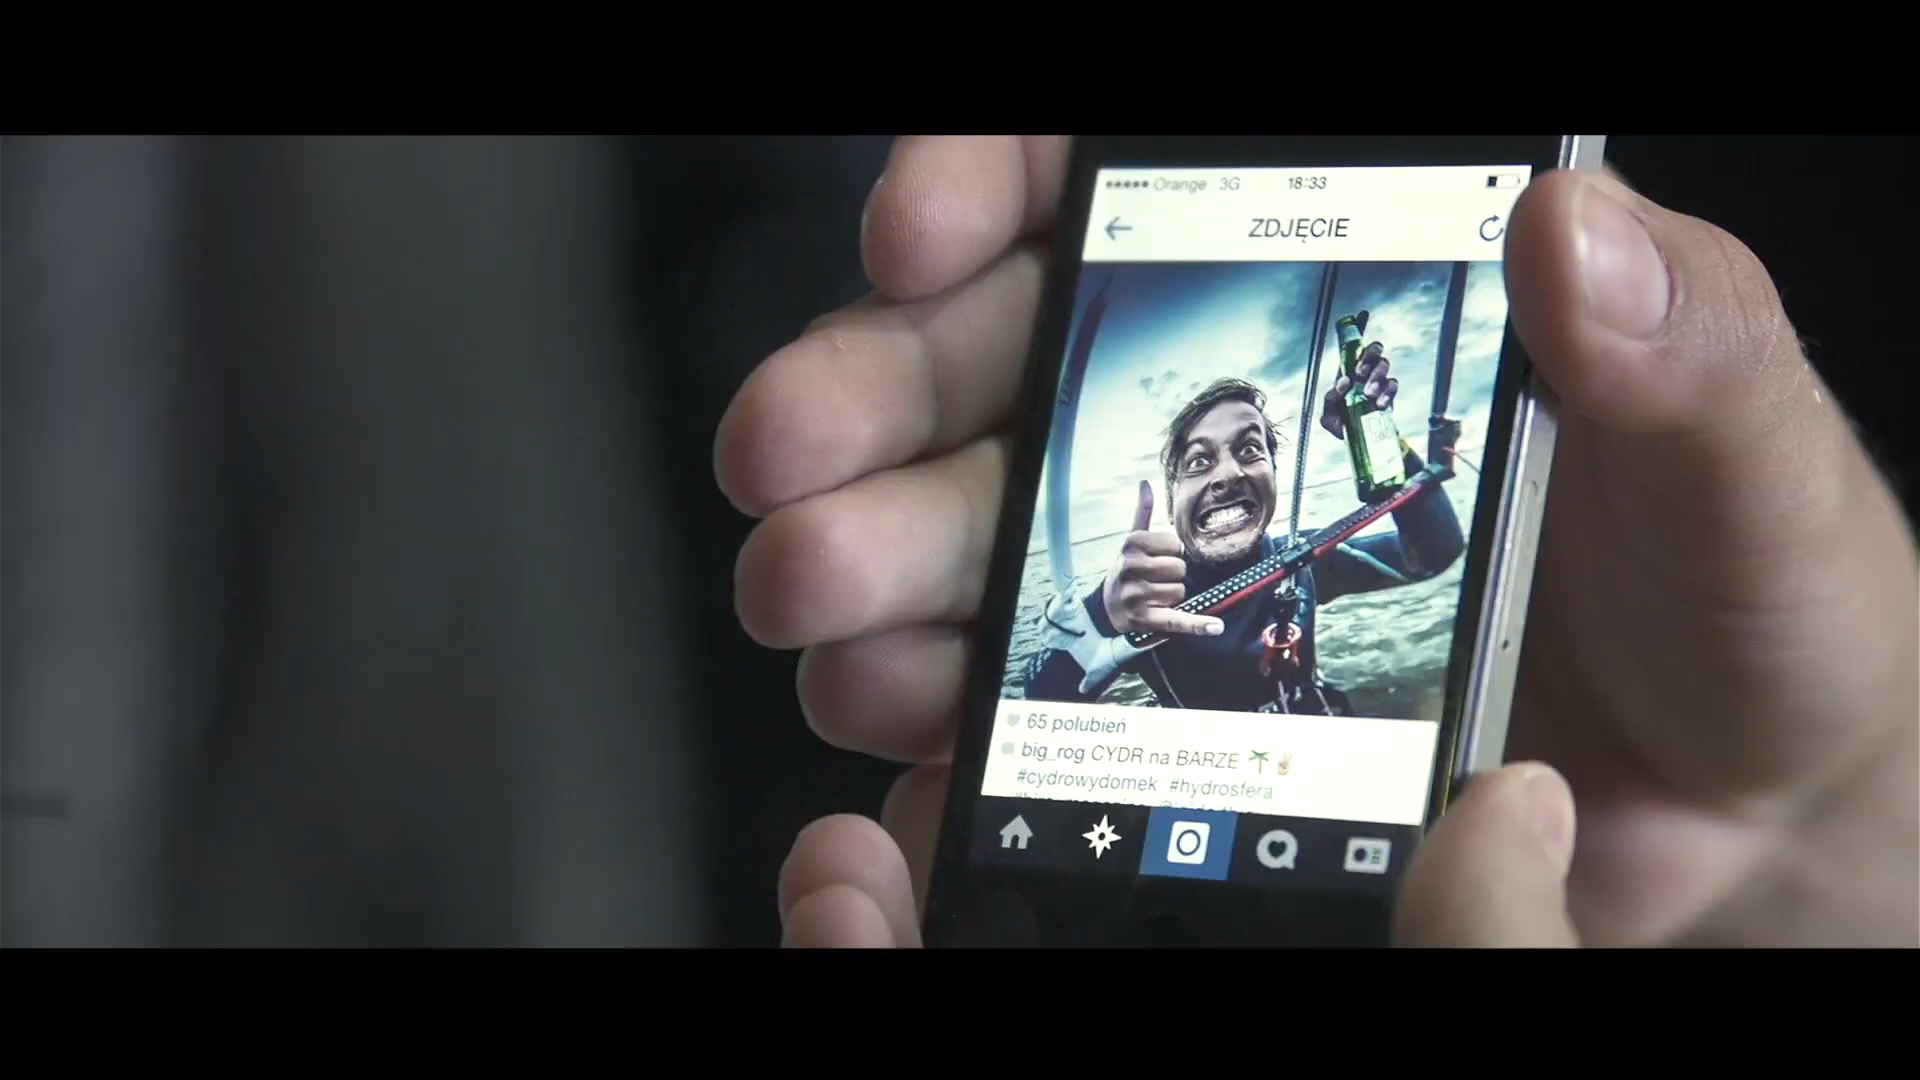 Orange 3G 18:33
ZDJĘCIE
65 polubień
big_rog CYDR na BARZE 🌴✌
#cydrowydomek #hydrosfera